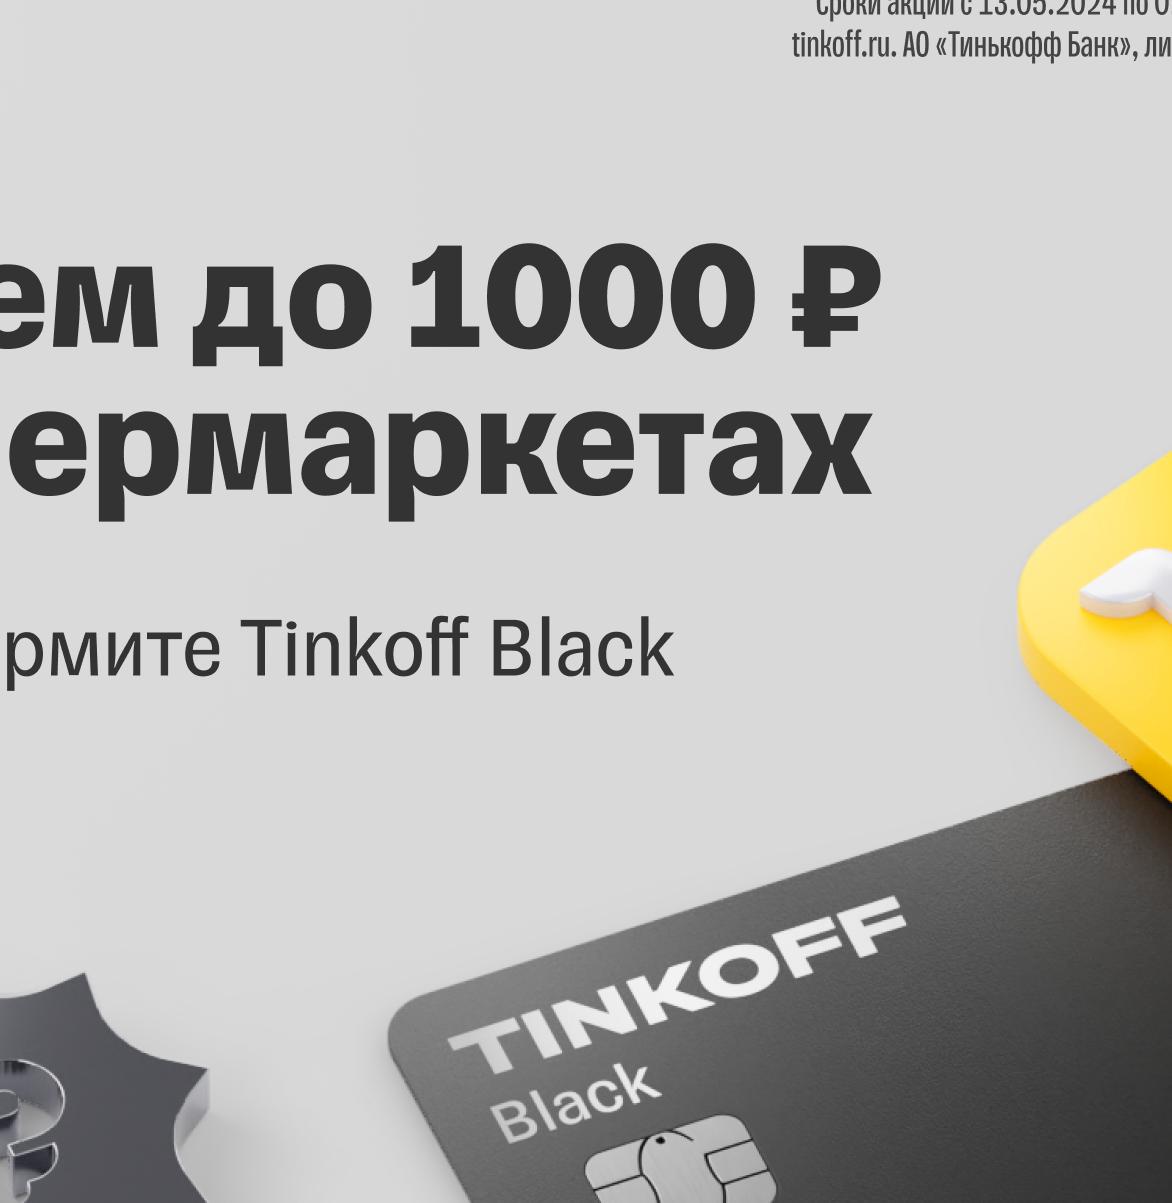 Сроки акции с 13.05.2024 по 0
tinkoff.ru. АО «Тинькофф Банк», ли
ем до 1000 ₽
ермаркетах
рмите Tinkoff Black
TINKOFF
Black